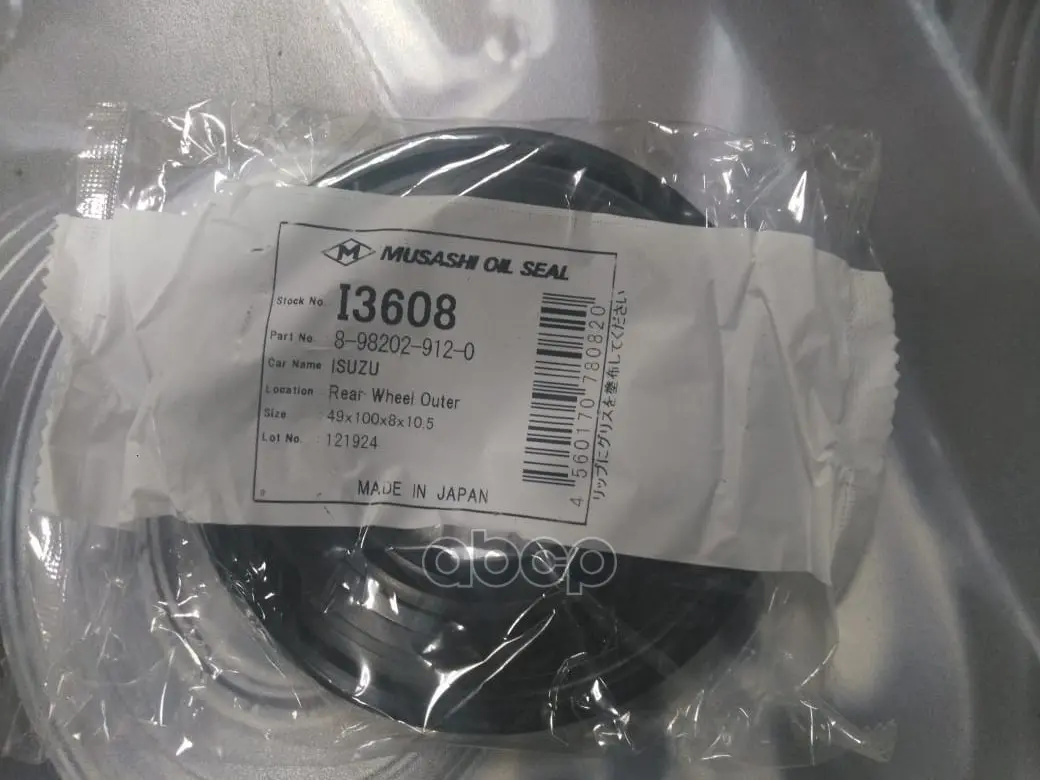 M MUSASHI OIL SEAL
Stock No. I3608
Part No. 8-98202-912-0
Car Name ISUZU
Location Rear Wheel Outer
Size 49x100x8x10.5
Lot No. 121924
MADE IN JAPAN
4 560170 780820
リップにグリスを塗布してください
abcp